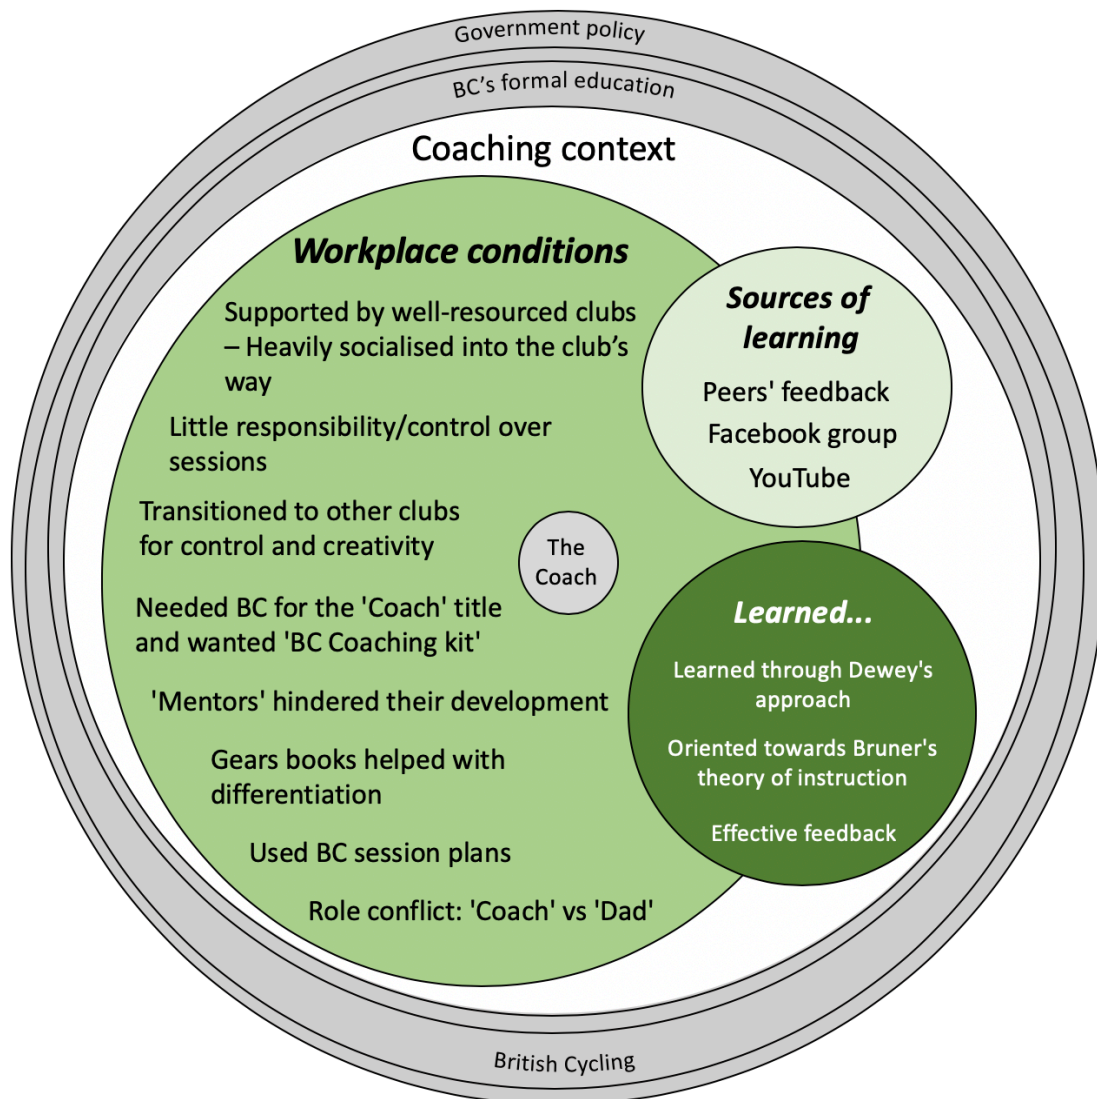 Government policy
BC’s formal education
Coaching context
Workplace conditions
Supported by well-resourced clubs
– Heavily socialised into the club’s
way
Little responsibility/control over
sessions
Transitioned to other clubs
for control and creativity
Needed BC for the 'Coach' title
and wanted 'BC Coaching kit'
'Mentors' hindered their development
Gears books helped with
differentiation
Used BC session plans
Role conflict: 'Coach' vs 'Dad'
The
Coach
Sources of
learning
Peers' feedback
Facebook group
YouTube
Learned...
Learned through Dewey's
approach
Oriented towards Bruner's
theory of instruction
Effective feedback
British Cycling